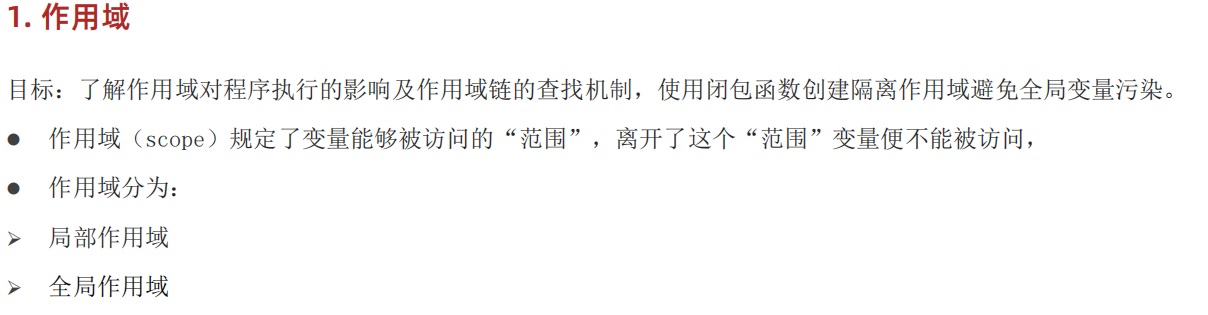 1. 作用域
目标：了解作用域对程序执行的影响及作用域链的查找机制，使用闭包函数创建隔离作用域避免全局变量污染。
● 作用域（scope）规定了变量能够被访问的“范围”，离开了这个“范围”变量便不能被访问，
● 作用域分为：
➢ 局部作用域
➢ 全局作用域